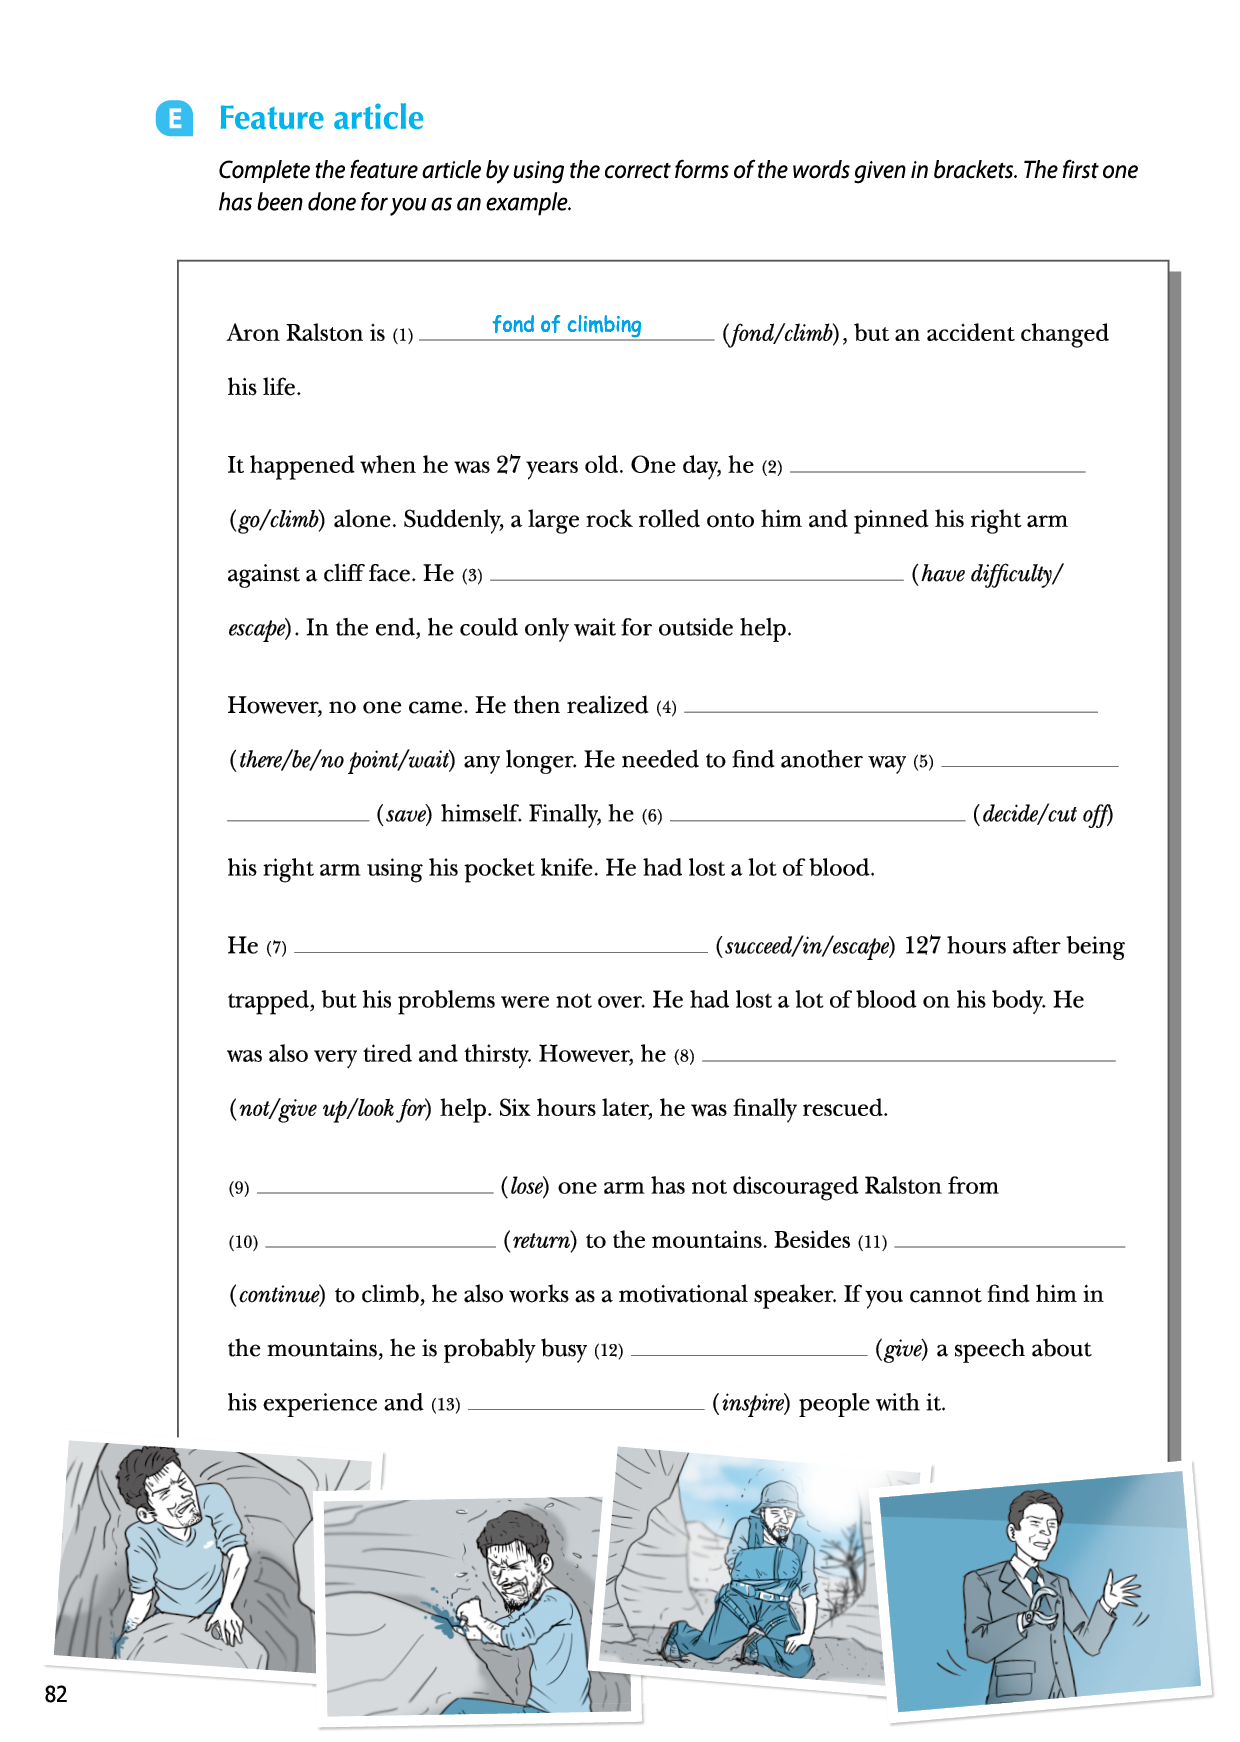 E Feature article
Complete the feature article by using the correct forms of the words given in brackets. The first one
has been done for you as an example.
Aron Ralston is (1) fond of climbing (fond/climb), but an accident changed
his life.
It happened when he was 27 years old. One day, he (2)
(go/climb) alone. Suddenly, a large rock rolled onto him and pinned his right arm
against a cliff face. He (3) (have difficulty/
escape). In the end, he could only wait for outside help.
However, no one came. He then realized (4)
(there/be/no point/wait) any longer. He needed to find another way (5)
(save) himself. Finally, he (6) (decide/cut off)
his right arm using his pocket knife. He had lost a lot of blood.
He (7) (succeed/in/escape) 127 hours after being
trapped, but his problems were not over. He had lost a lot of blood on his body. He
was also very tired and thirsty. However, he (8)
(not/give up/look for) help. Six hours later, he was finally rescued.
(9) (lose) one arm has not discouraged Ralston from
(10) (return) to the mountains. Besides (11)
(continue) to climb, he also works as a motivational speaker. If you cannot find him in
the mountains, he is probably busy (12) (give) a speech about
his experience and (13) (inspire) people with it.
82